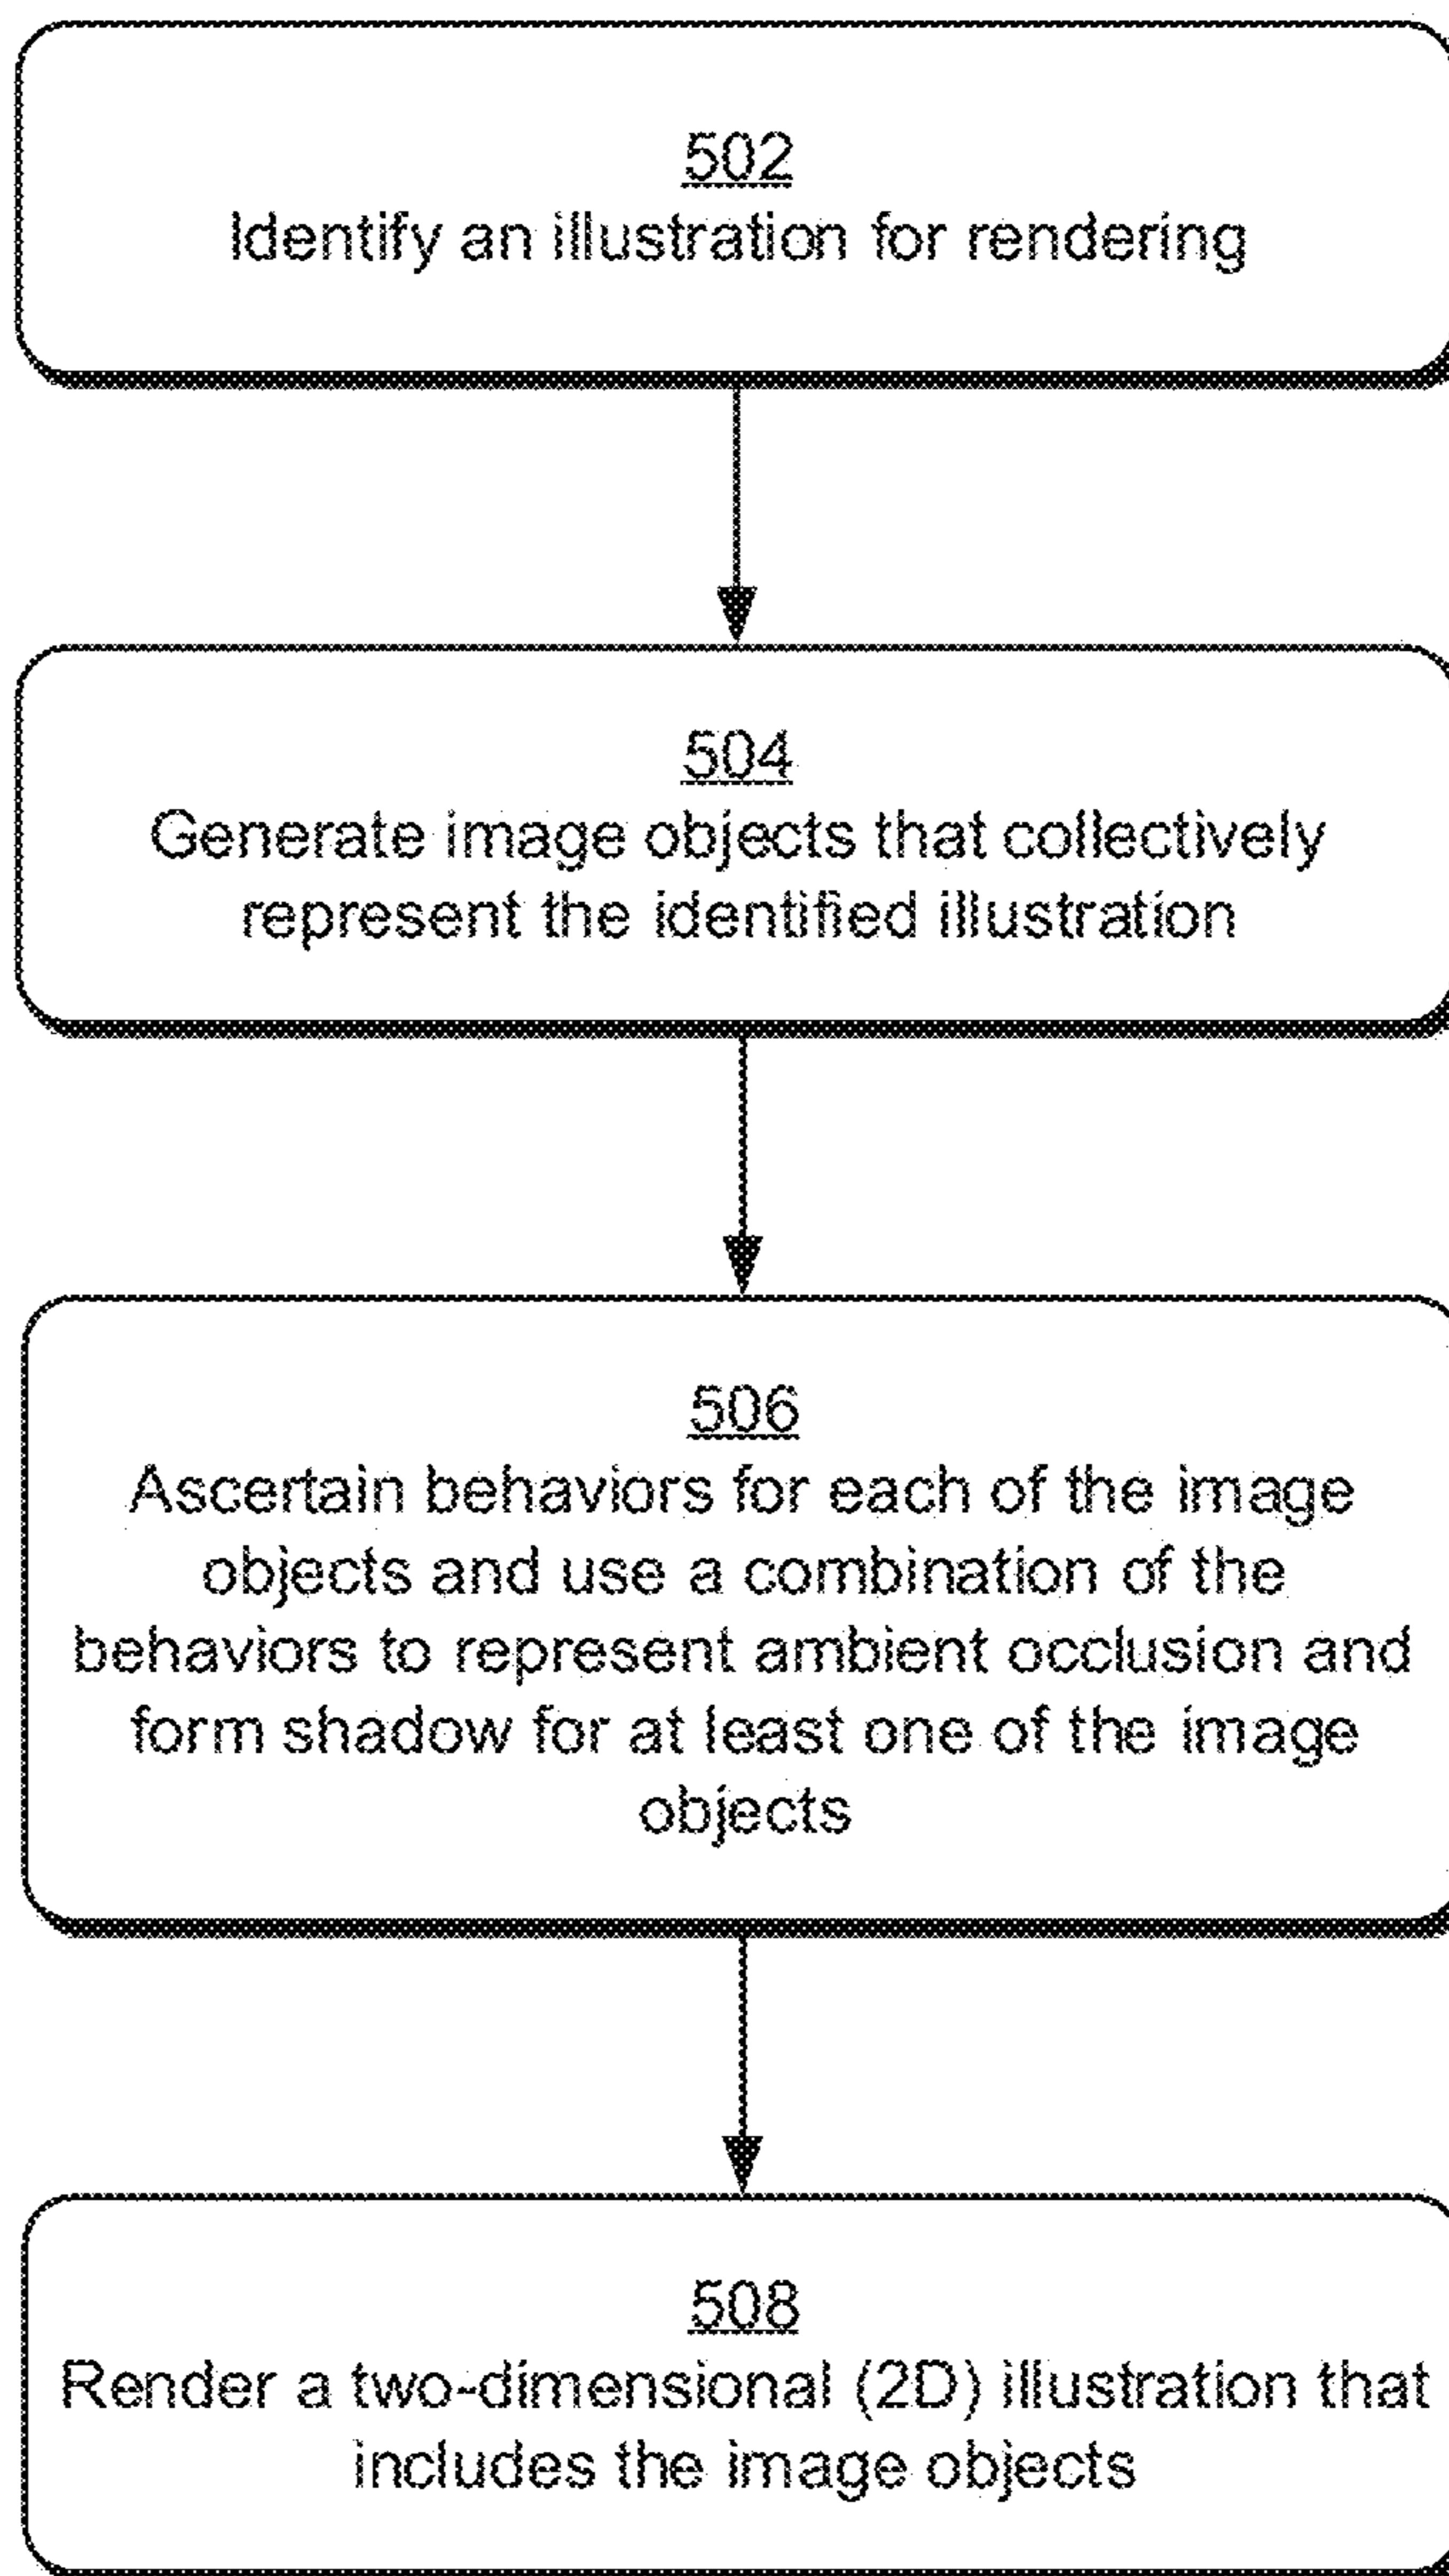 502
Identify an illustration for rendering
504
Generate image objects that collectively
represent the identified illustration
506
Ascertain behaviors for each of the image
objects and use a combination of the
behaviors to represent ambient occlusion and
form shadow for at least one of the image
objects
508
Render a two-dimensional (2D) illustration that
includes the image objects